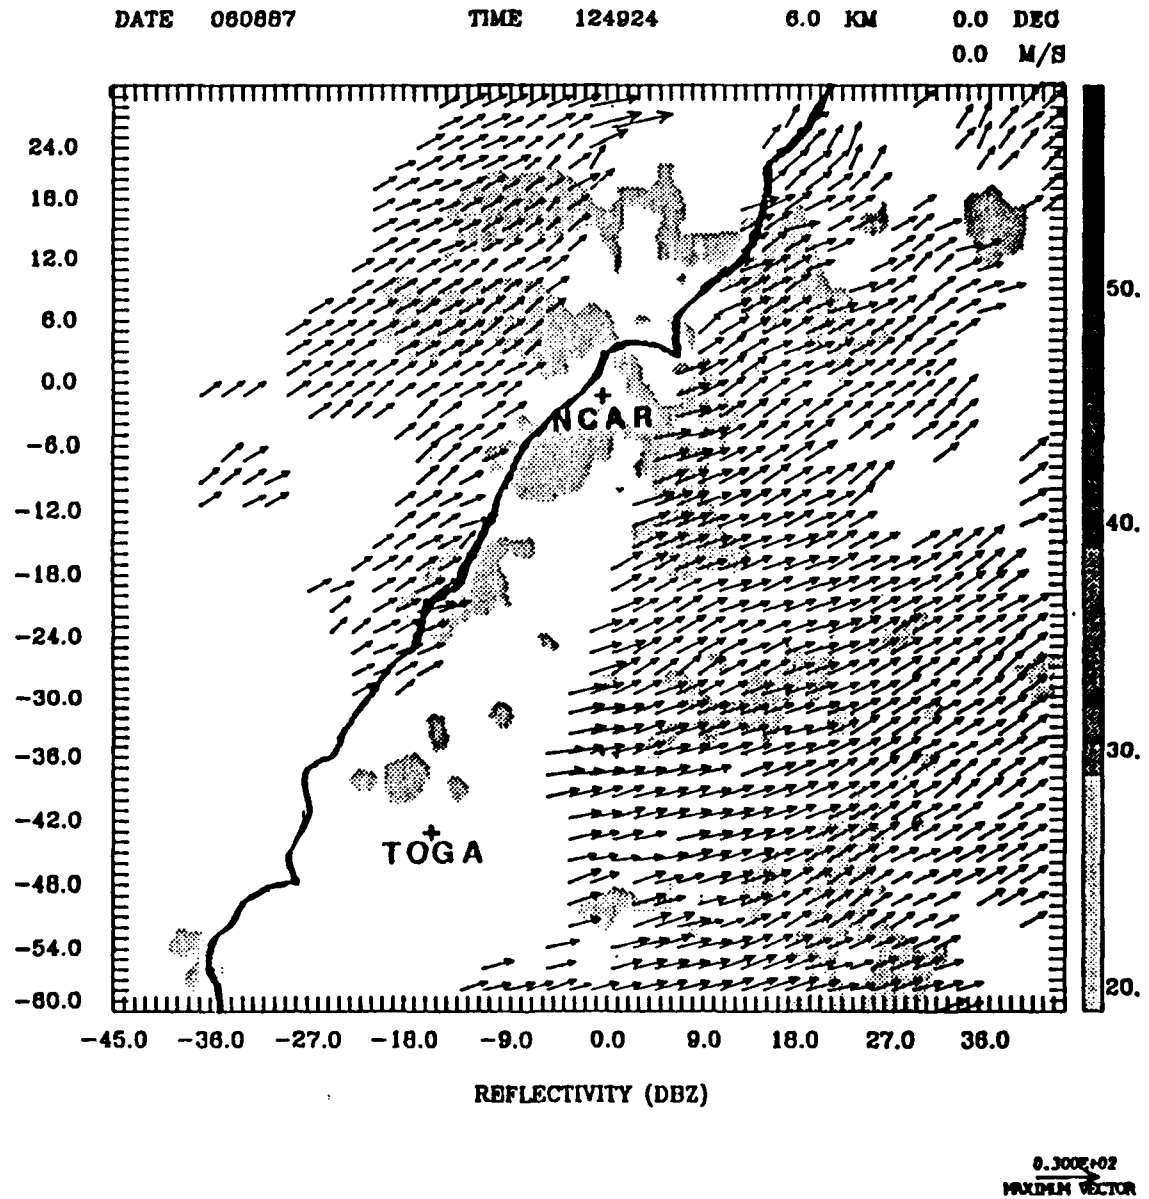 DATE 060887 TIME 124924 6.0 KM 0.0 DEG
0.0 M/S
24.0
18.0
12.0
6.0
0.0
-6.0
-12.0
-18.0
-24.0
-30.0
-36.0
-42.0
-48.0
-54.0
-60.0
NCAR
TOGA
50.
40.
30.
20.
-45.0 -36.0 -27.0 -18.0 -9.0 0.0 9.0 18.0 27.0 36.0
REFLECTIVITY (DBZ)
0.300E+02
MAXIMUM VECTOR